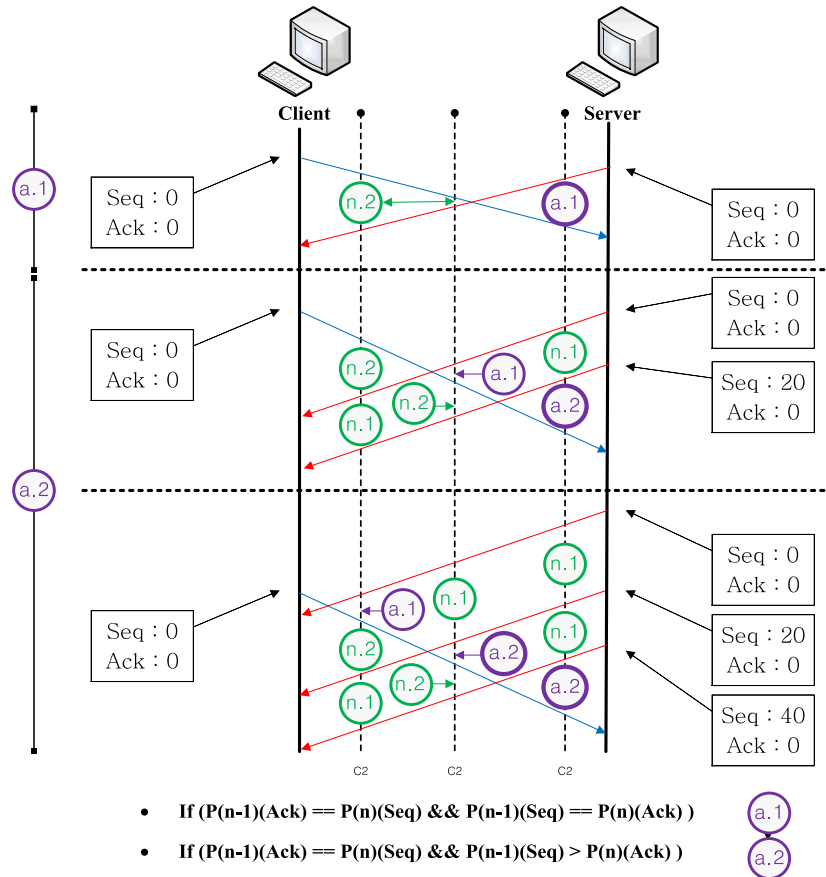 Client
Server
a.1
Seq : 0
Ack : 0
n.2
a.1
Seq : 0
Ack : 0
Seq : 0
Ack : 0
Seq : 0
Ack : 0
n.2
a.1
n.1
Seq : 20
Ack : 0
n.1
n.2
a.2
a.2
Seq : 0
Ack : 0
n.1
n.1
Seq : 0
Ack : 0
a.1
Seq : 20
Ack : 0
n.2
a.2
n.1
n.1
n.2
a.2
Seq : 40
Ack : 0
C2
C2
C2
• If (P(n-1)(Ack) == P(n)(Seq) && P(n-1)(Seq) == P(n)(Ack) )
a.1
• If (P(n-1)(Ack) == P(n)(Seq) && P(n-1)(Seq) > P(n)(Ack) )
a.2